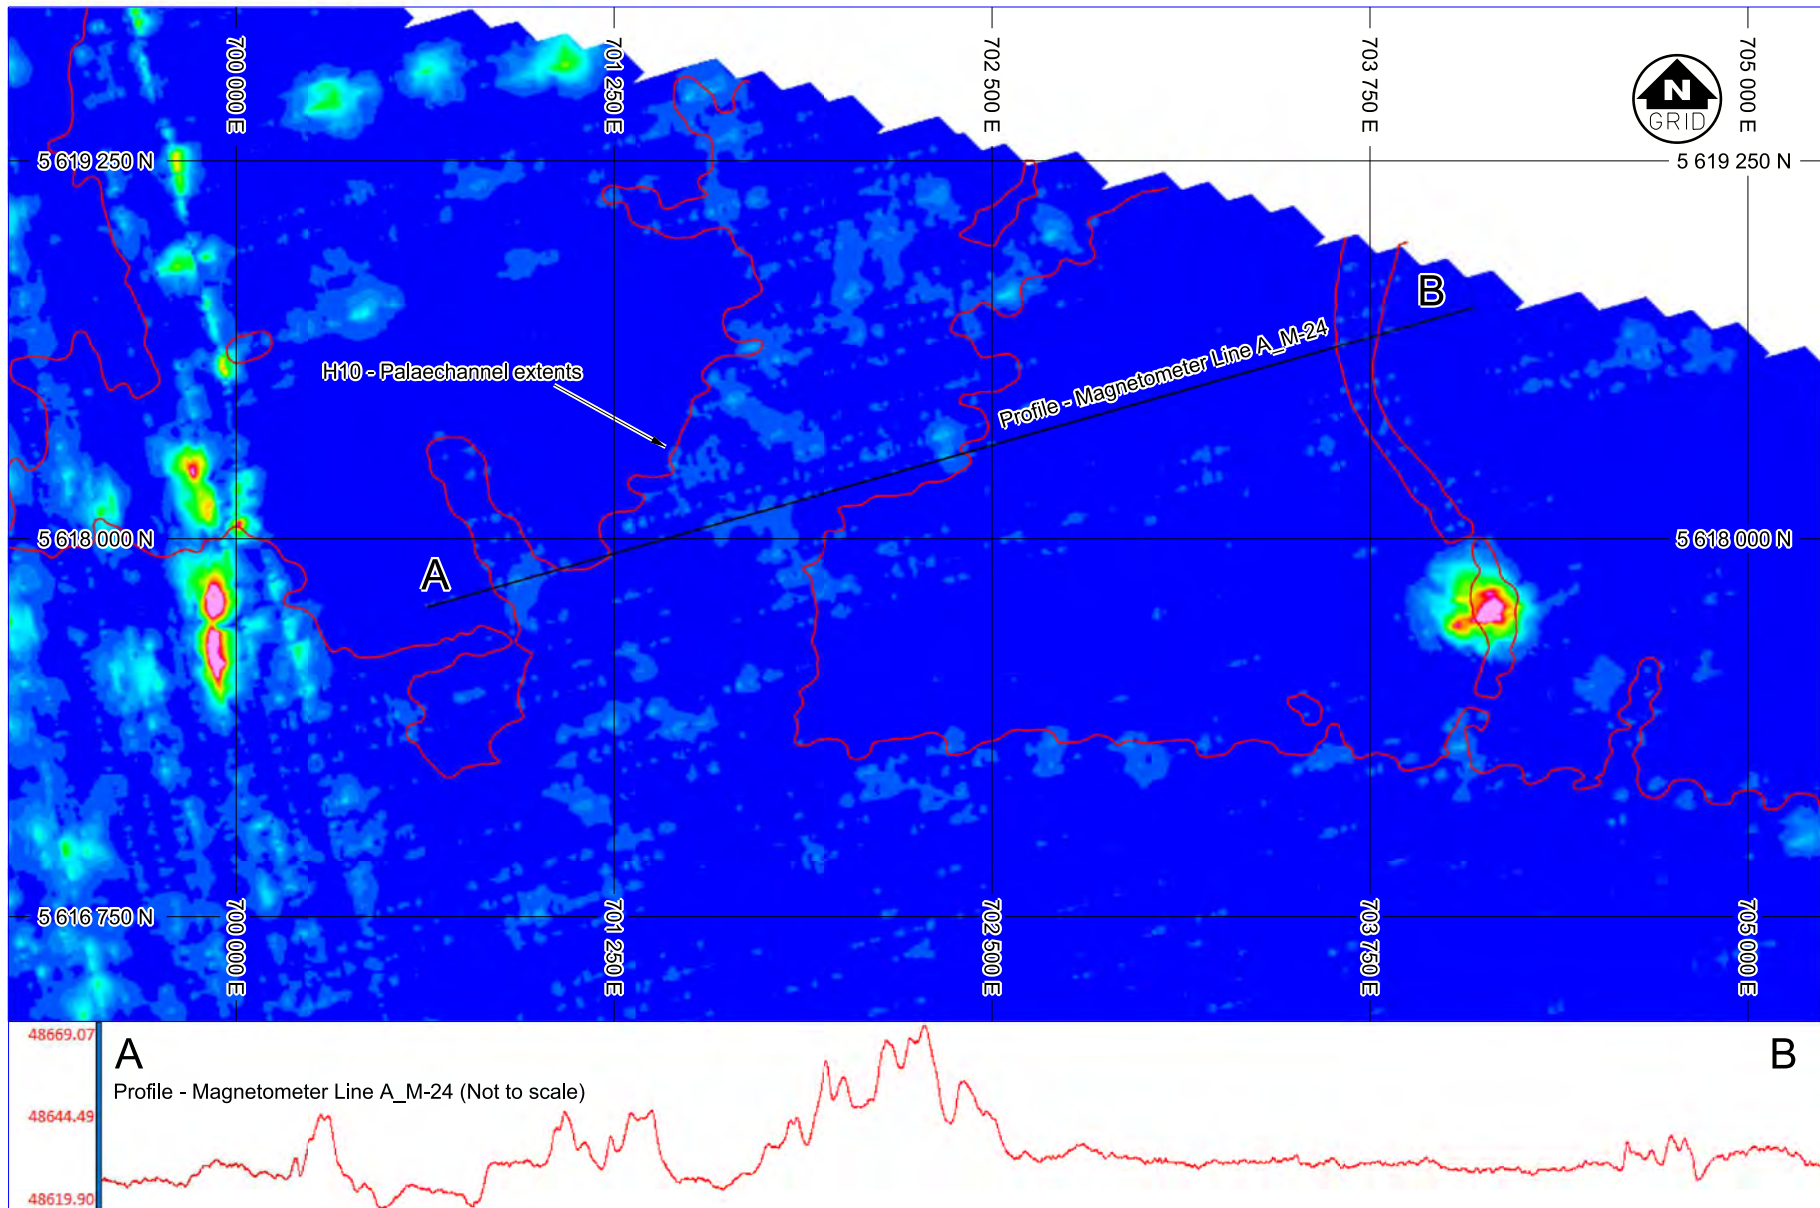 700 000 E
701 250 E
702 500 E
703 750 E
705 000 E
N
GRID
5 619 250 N
5 619 250 N
B
Profile - Magnetometer Line A_M-24
H10 - Palaechannel extents
5 618 000 N
5 618 000 N
A
5 616 750 N
700 000 E
701 250 E
702 500 E
703 750 E
705 000 E
48669.07
A
B
Profile - Magnetometer Line A_M-24 (Not to scale)
48644.49
48619.90